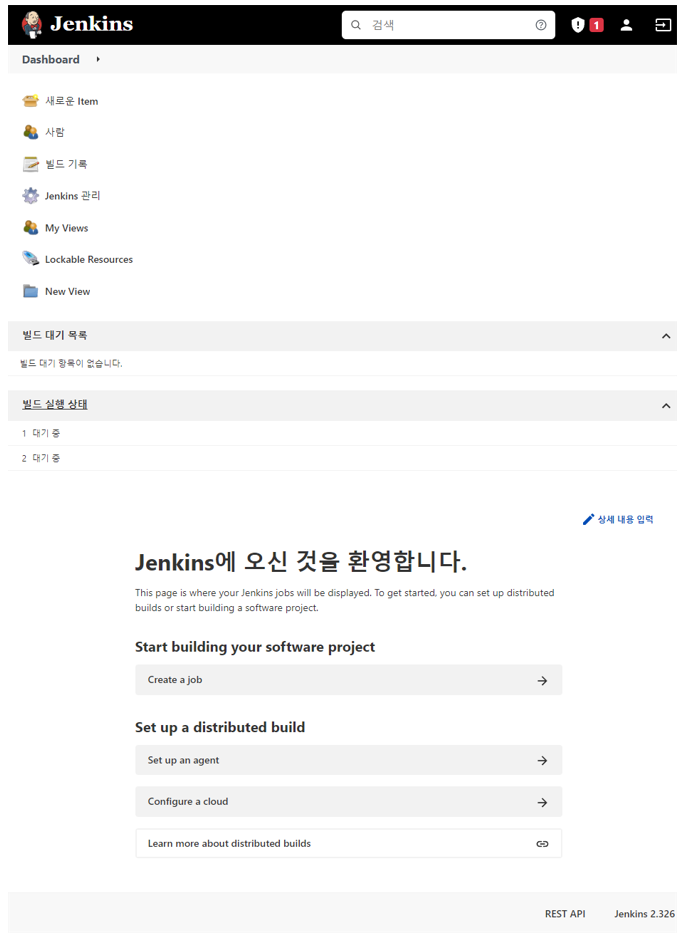 Jenkins
검색
1
Dashboard
새로운 Item
사람
빌드 기록
Jenkins 관리
My Views
Lockable Resources
New View
빌드 대기 목록
빌드 대기 항목이 없습니다.
빌드 실행 상태
1 대기 중
2 대기 중
상세 내용 입력
Jenkins에 오신 것을 환영합니다.
This page is where your Jenkins jobs will be displayed. To get started, you can set up distributed
builds or start building a software project.
Start building your software project
Create a job
Set up a distributed build
Set up an agent
Configure a cloud
Learn more about distributed builds
REST API Jenkins 2.326